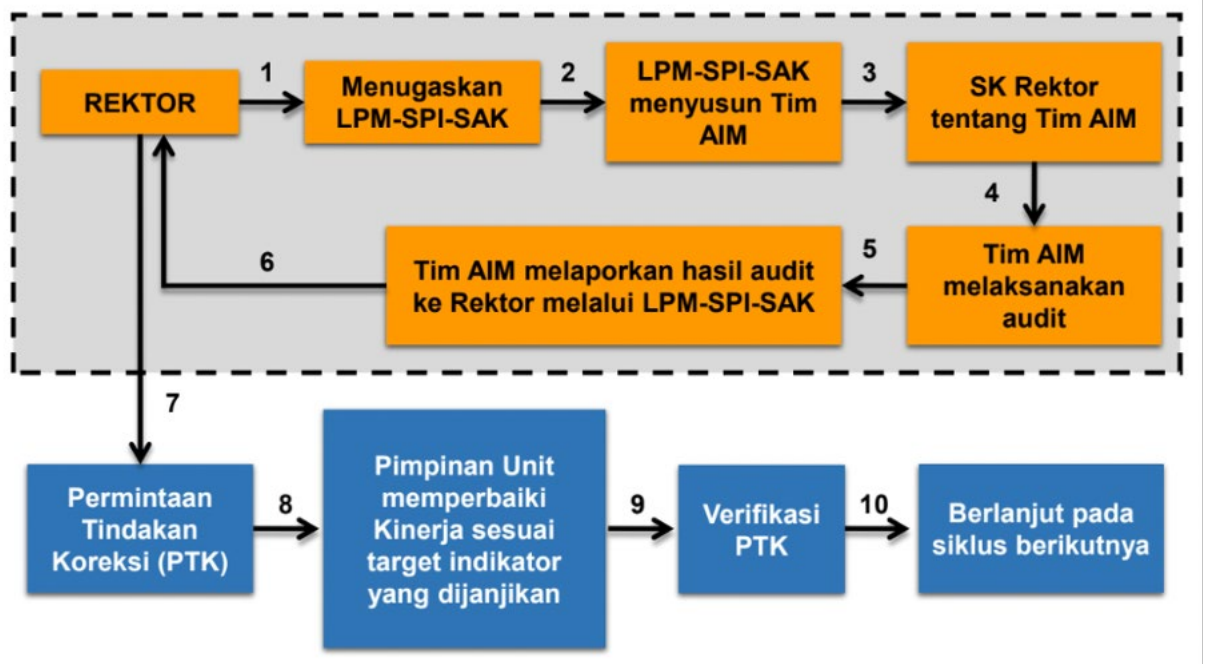 REKTOR
1
Menugaskan
LPM-SPI-SAK
2
LPM-SPI-SAK
menyusun Tim
AIM
3
SK Rektor
tentang Tim AIM
4
Tim AIM
melaksanakan
audit
5
Tim AIM melaporkan hasil audit
ke Rektor melalui LPM-SPI-SAK
6
7
Permintaan
Tindakan
Koreksi (PTK)
8
Pimpinan Unit
memperbaiki
Kinerja sesuai
target indikator
yang dijanjikan
9
Verifikasi
PTK
10
Berlanjut pada
siklus berikutnya